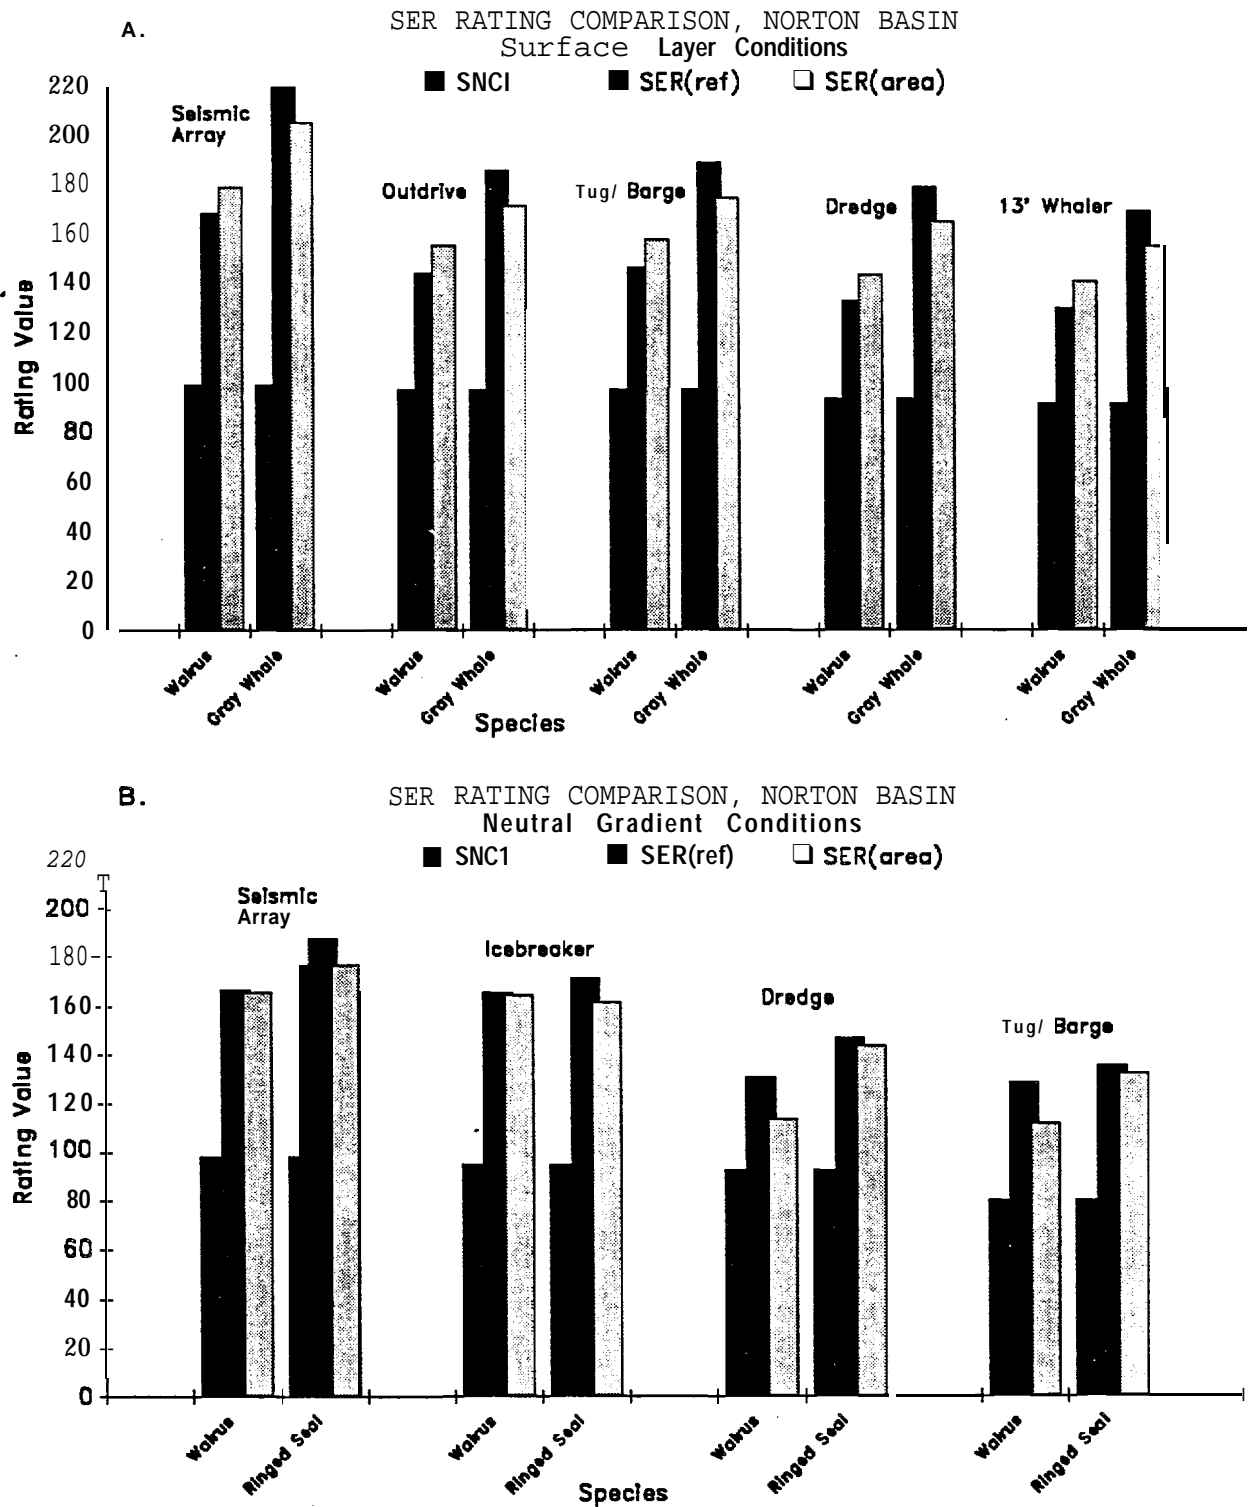 A.
SER RATING COMPARISON, NORTON BASIN
Surface Layer Conditions
SNCI SER(ref) SER(area)
220
200
180
160
140
120
100
80
60
40
20
0
Rating Value
Seismic
Array
Outdrive
Tug/ Barge
Dredge
13' Whaler
Walrus Gray Whale Walrus Gray Whale Walrus Gray Whale Walrus Gray Whale Walrus Gray Whale
Species
B.
SER RATING COMPARISON, NORTON BASIN
Neutral Gradient Conditions
SNC1 SER(ref) SER(area)
220
200
180
160
140
120
100
80
60
40
20
0
Rating Value
Seismic
Array
Icebreaker
Dredge
Tug/ Barge
Walrus Ringed Seal Walrus Ringed Seal Walrus Ringed Seal Walrus Ringed Seal
Species